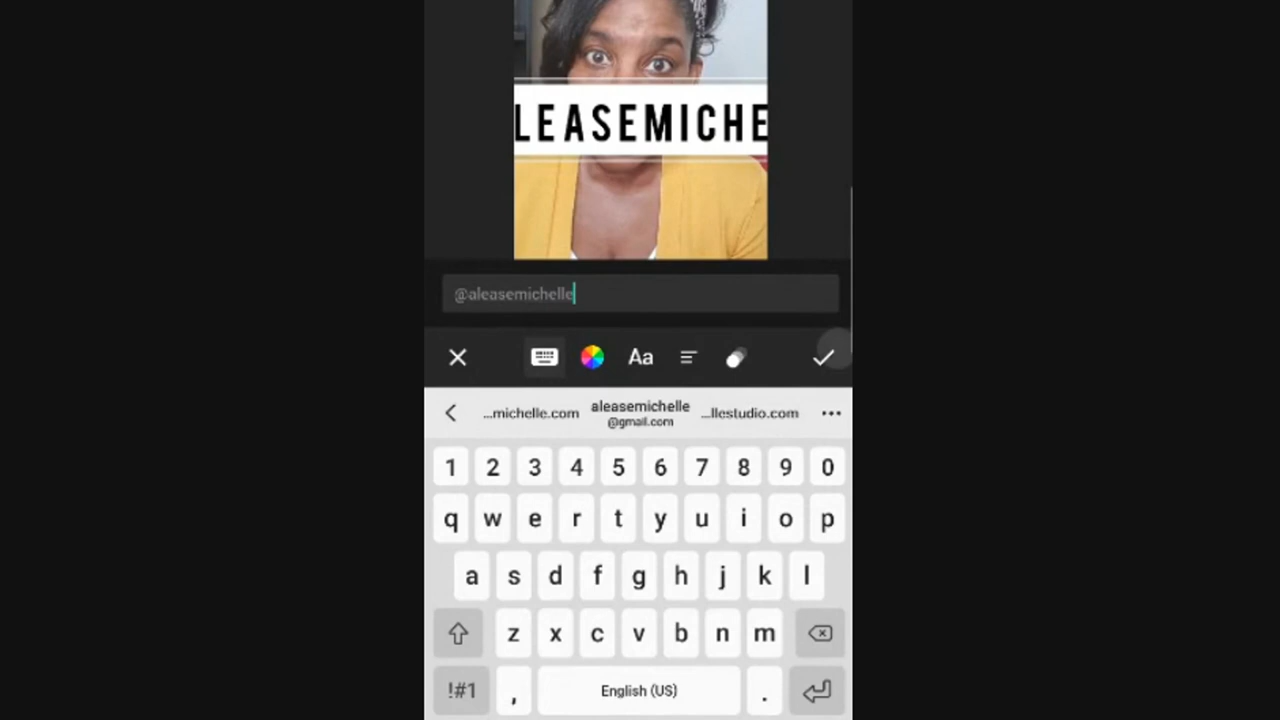 LEASEMICHE
@aleasemichelle
Aa
...michelle.com aleasemichelle @gmail.com ...llestudio.com
1 2 3 4 5 6 7 8 9 0
q w e r t y u i o p
a s d f g h j k l
z x c v b n m
!#1 , English (US) .